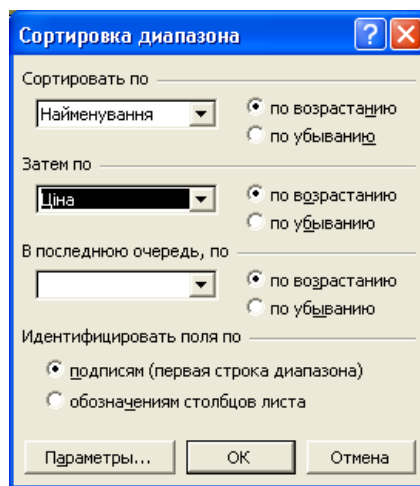 Сортировка диапазона
Сортировать по
Найменування
по возрастанию
по убыванию
Затем по
Ціна
по возрастанию
по убыванию
В последнюю очередь, по
по возрастанию
по убыванию
Идентифицировать поля по
подписям (первая строка диапазона)
обозначениям столбцов листа
Параметры... ОК Отмена